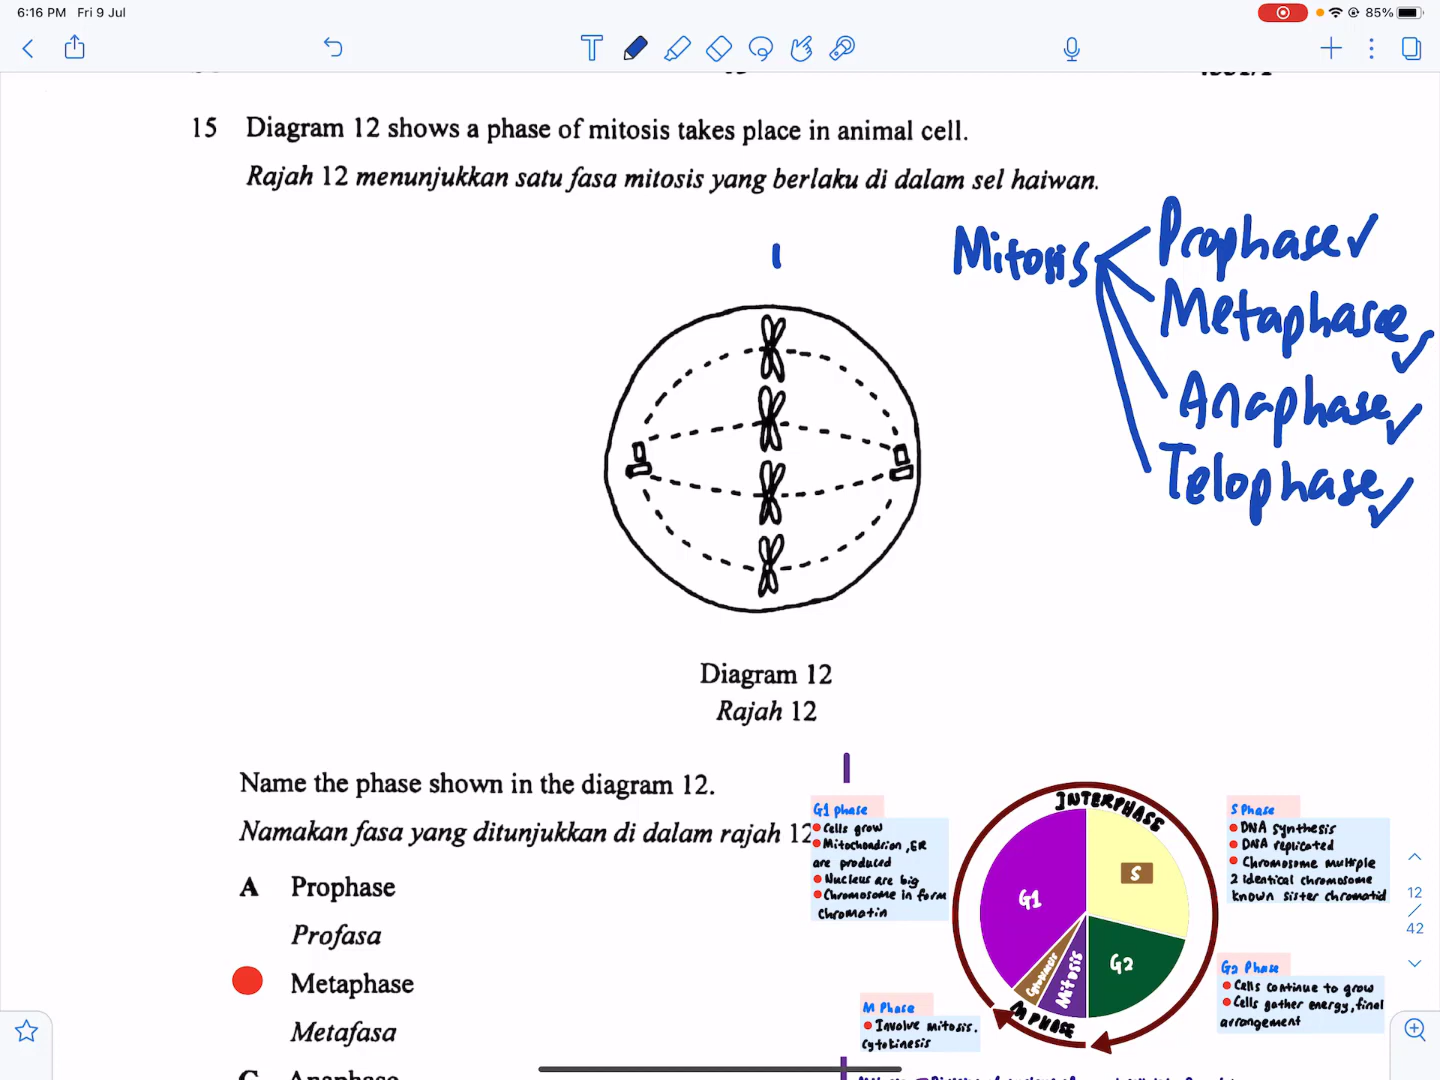 6:16 PM Fri 9 Jul
85%
15 Diagram 12 shows a phase of mitosis takes place in animal cell.
Rajah 12 menunjukkan satu fasa mitosis yang berlaku di dalam sel haiwan.
Mitosis
Prophase ✓
Metaphase ✓
Anaphase ✓
Telophase ✓
Diagram 12
Rajah 12
Name the phase shown in the diagram 12.
Namakan fasa yang ditunjukkan di dalam rajah 12
A Prophase
Profasa
Metaphase
Metafasa
C Anaphase
G1 phase
Cells grow
Mitochondrion, ER
are produced
Nucleus are big
Chromosome in form
chromatin
INTERPHASE
G1
S
G2
Cytokinesis
Mitosis
M PHASE
S Phase
DNA synthesis
DNA replicated
Chromosome multiple
2 identical chromosome
known sister chromatid
G2 Phase
Cells continue to grow
Cells gather energy, final
arrangement
M Phase
Involve mitosis.
cytokinesis
12
/
42